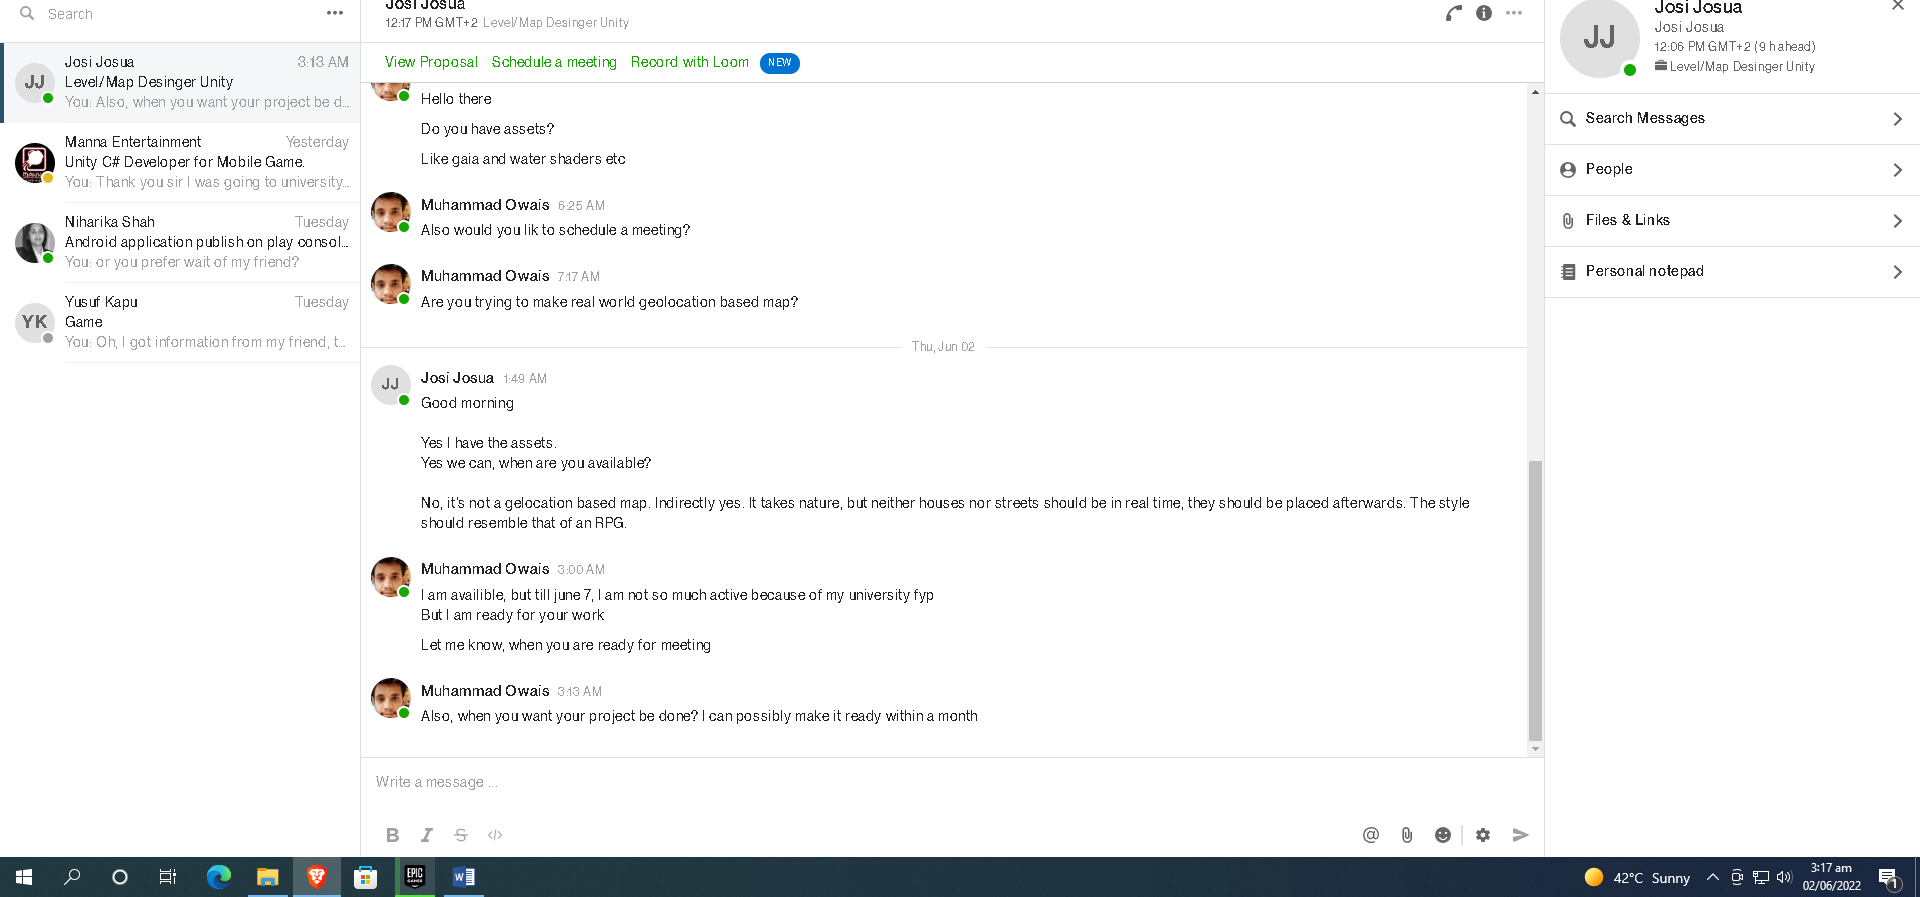 Search
JJ
Josi Josua 3:13 AM
Level/Map Desinger Unity
You: Also, when you want your project be d...
Manna Entertainment Yesterday
Unity C# Developer for Mobile Game.
You: Thank you sir I was going to university...
Niharika Shah Tuesday
Android application publish on play consol...
You: or you prefer wait of my friend?
YK
Yusuf Kapu Tuesday
Game
You: Oh, I got information from my friend, t...
Josi Josua
12:17 PM GMT+2 Level/Map Desinger Unity
View Proposal Schedule a meeting Record with Loom NEW
Hello there
Do you have assets?
Like gaia and water shaders etc
Muhammad Owais 6:25 AM
Also would you lik to schedule a meeting?
Muhammad Owais 7:17 AM
Are you trying to make real world geolocation based map?
Thu, Jun 02
JJ
Josi Josua 1:49 AM
Good morning
Yes I have the assets.
Yes we can, when are you available?
No, it's not a gelocation based map. Indirectly yes. It takes nature, but neither houses nor streets should be in real time, they should be placed afterwards. The style
should resemble that of an RPG.
Muhammad Owais 3:00 AM
I am availible, but till june 7, I am not so much active because of my university fyp
But I am ready for your work
Let me know, when you are ready for meeting
Muhammad Owais 3:13 AM
Also, when you want your project be done? I can possibly make it ready within a month
Write a message ...
B I S </> @
JJ
Josi Josua
Josi Josua
12:06 PM GMT+2 (9 h ahead)
Level/Map Desinger Unity
Search Messages
People
Files & Links
Personal notepad
EPIC
GAMES
W
42°C Sunny
3:17 am
02/06/2022
1